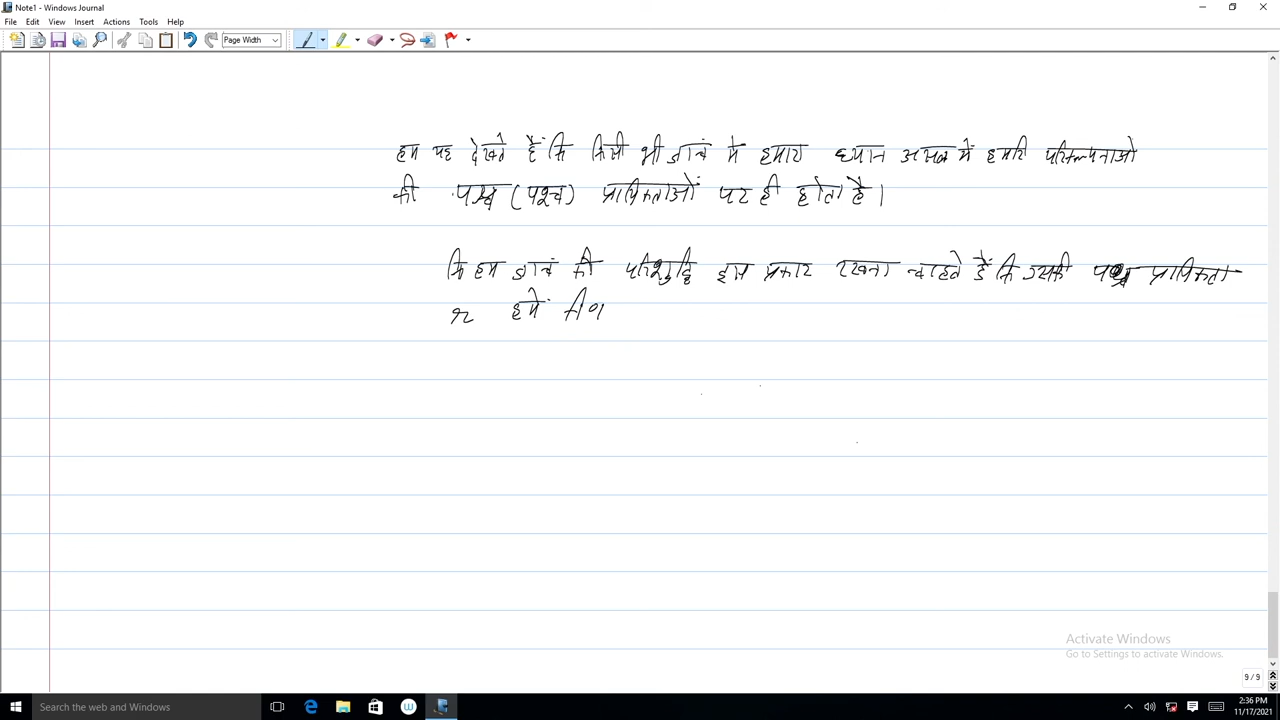 Note1 - Windows Journal
File Edit View Insert Actions Tools Help
Page Width
हम यह देखते हैं कि किसी भी जांच में हमारा ध्यान असल में हमारी परिकल्पनाओ
की पश्च (पश्च) प्रायिकताओं पर ही होता है।
कि हम जांच की परिशुद्धि इस प्रकार रखना चाहते हैं कि उसकी पश्च प्रायिकता
हमें
Activate Windows
Go to Settings to activate Windows.
9 / 9
Search the web and Windows
2:36 PM
11/17/2021